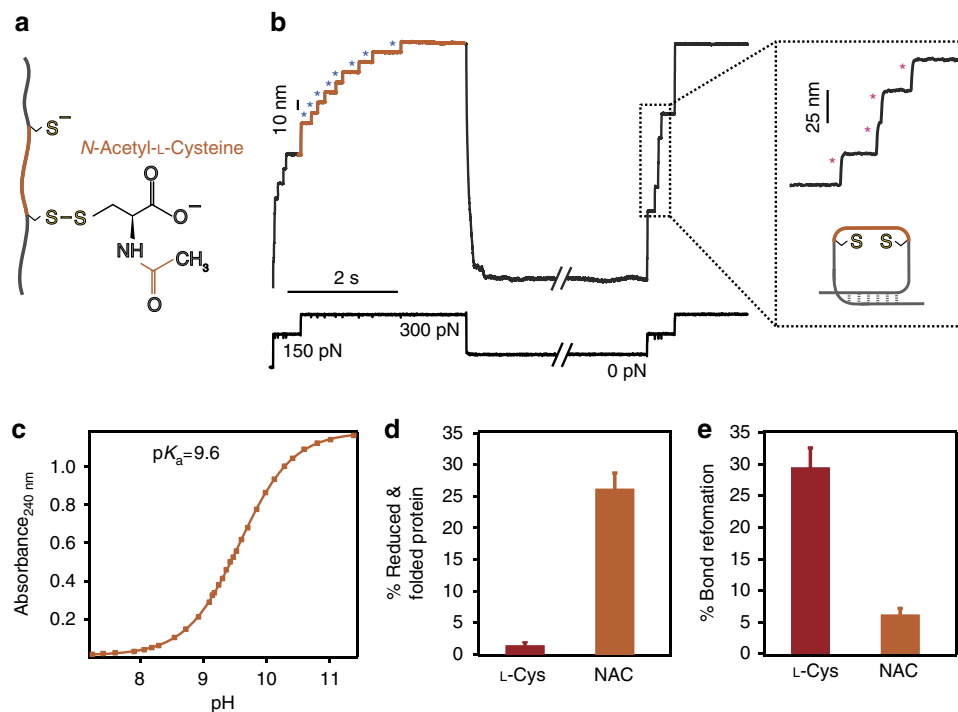 a
S⁻
N-Acetyl-L-Cysteine
S–S
O
O⁻
NH
CH₃
O
b
* * * * * * * *
10 nm
2 s
150 pN
300 pN
0 pN
* * * *
25 nm
S S
c
pKa=9.6
Absorbance240 nm
1.0
0.8
0.6
0.4
0.2
8 9 10 11
pH
d
% Reduced &
folded protein
35
30
25
20
15
10
5
0
L-Cys NAC
e
% Bond refomation
35
30
25
20
15
10
5
0
L-Cys NAC